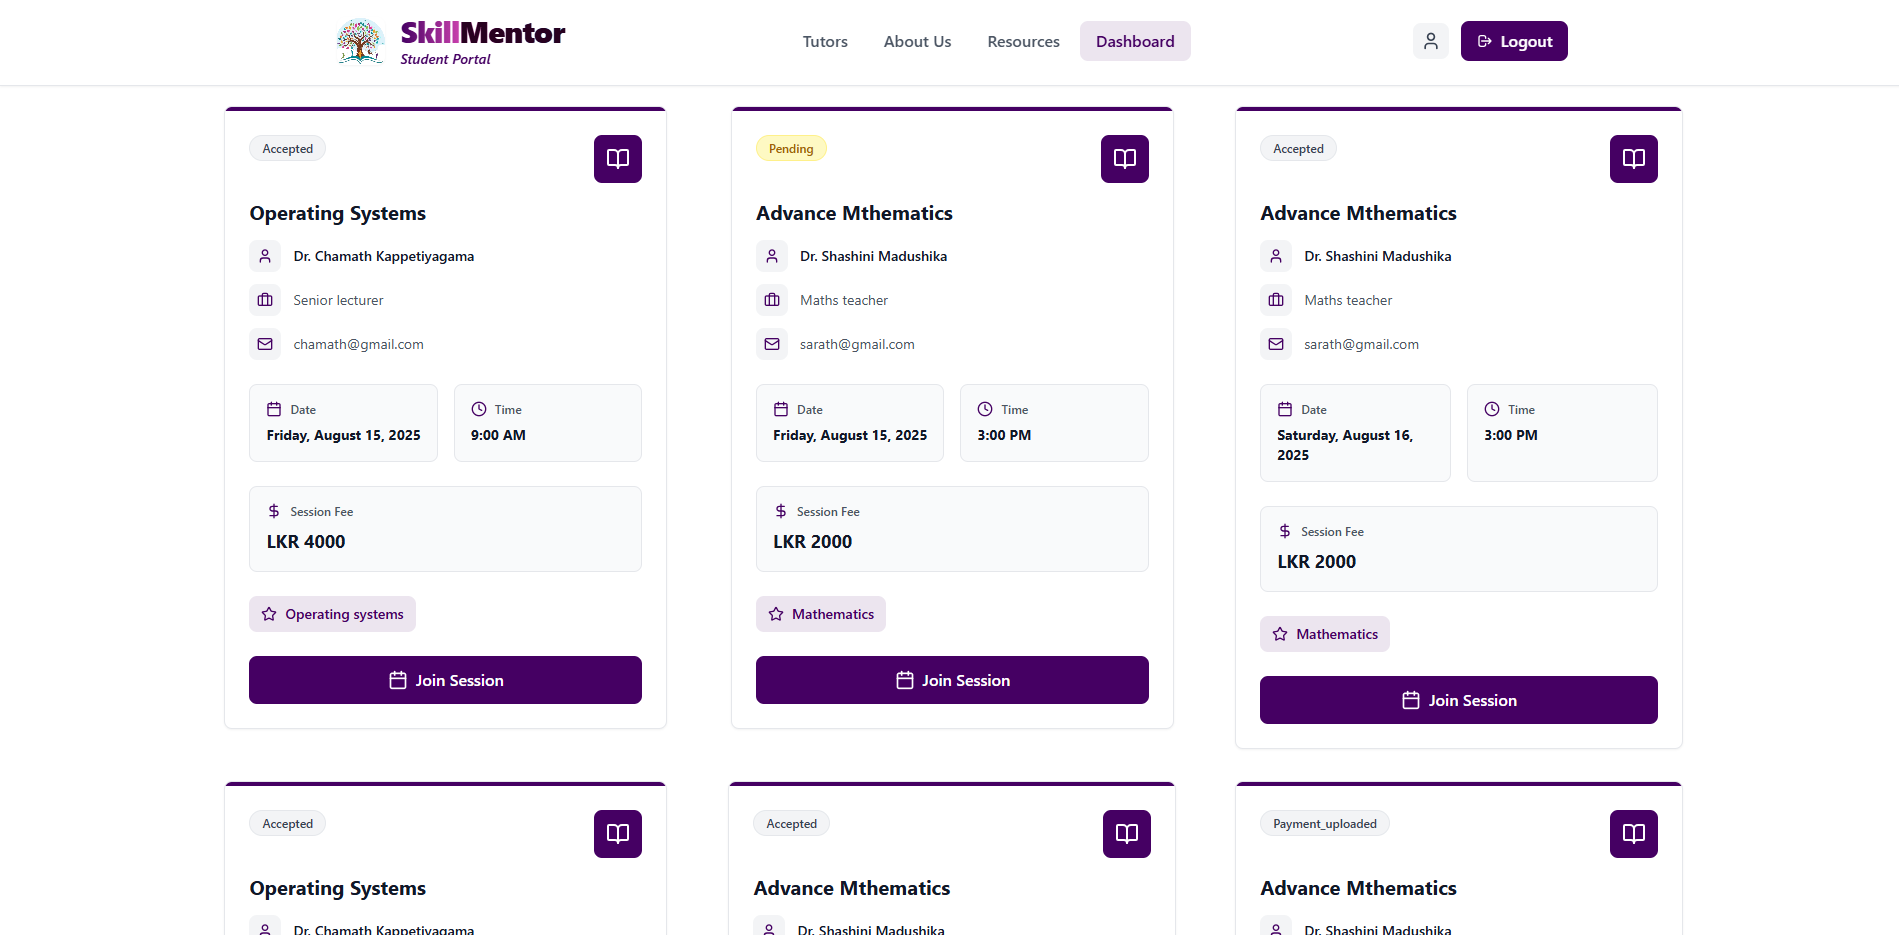 SkillMentor
Student Portal
Tutors
About Us
Resources
Dashboard
Logout
Accepted
Operating Systems
Dr. Chamath Kappetiyagama
Senior lecturer
chamath@gmail.com
Date
Friday, August 15, 2025
Time
9:00 AM
Session Fee
LKR 4000
Operating systems
Join Session
Pending
Advance Mthematics
Dr. Shashini Madushika
Maths teacher
sarath@gmail.com
Date
Friday, August 15, 2025
Time
3:00 PM
Session Fee
LKR 2000
Mathematics
Join Session
Accepted
Advance Mthematics
Dr. Shashini Madushika
Maths teacher
sarath@gmail.com
Date
Saturday, August 16,
2025
Time
3:00 PM
Session Fee
LKR 2000
Mathematics
Join Session
Accepted
Operating Systems
Dr. Chamath Kappetiyagama
Accepted
Advance Mthematics
Dr. Shashini Madushika
Payment_uploaded
Advance Mthematics
Dr. Shashini Madushika